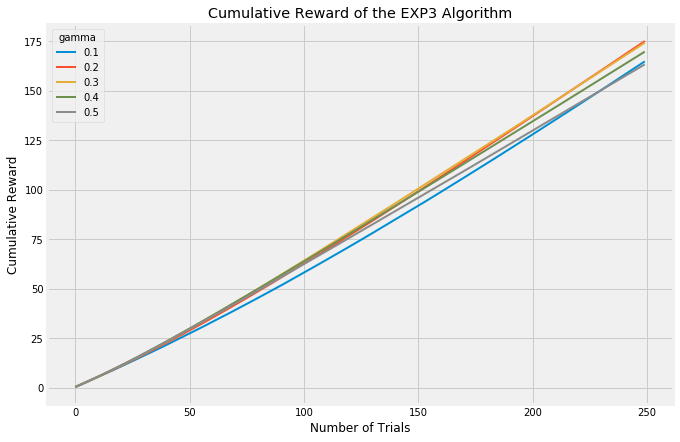 Cumulative Reward of the EXP3 Algorithm
gamma
0.1
0.2
0.3
0.4
0.5
175
150
125
100
75
50
25
0
Cumulative Reward
0 50 100 150 200 250
Number of Trials